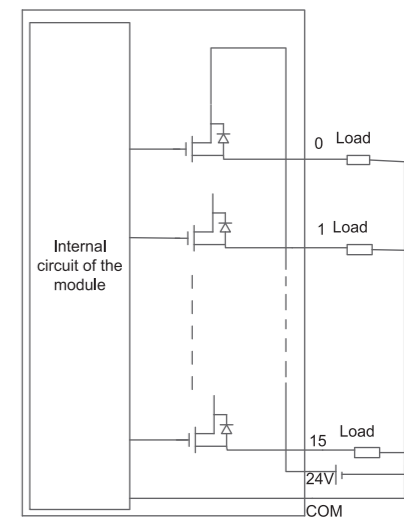 0 Load
1 Load
Internal
circuit of the
module
15 Load
24V
COM